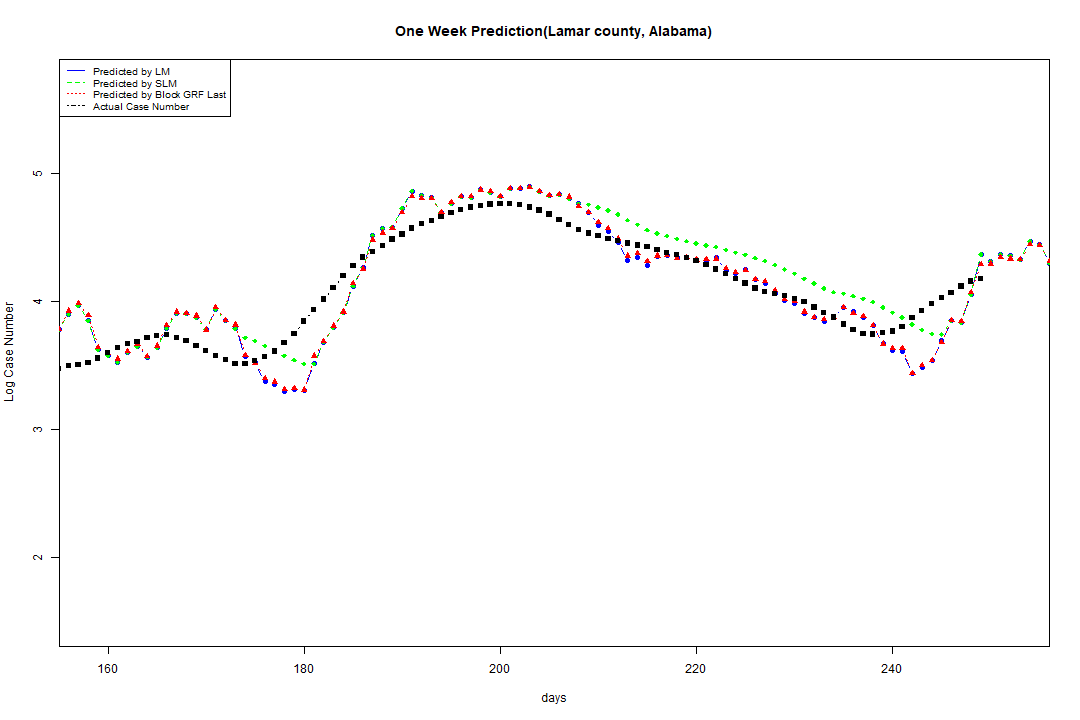 One Week Prediction(Lamar county, Alabama)
Predicted by LM
Predicted by SLM
Predicted by Block GRF Last
Actual Case Number
5
4
3
2
Log Case Number
160 180 200 220 240
days